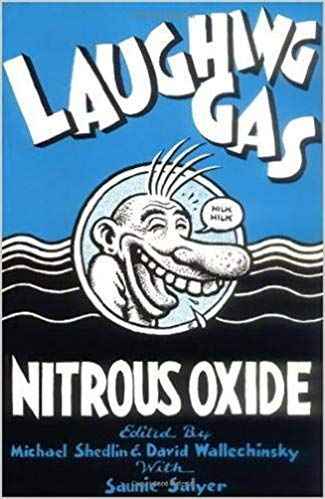 LAUGHING
GAS
HILK
HILK
NITROUS OXIDE
Edited By
Michael Shedlin & David Wallechinsky
With
Saunie Salyer